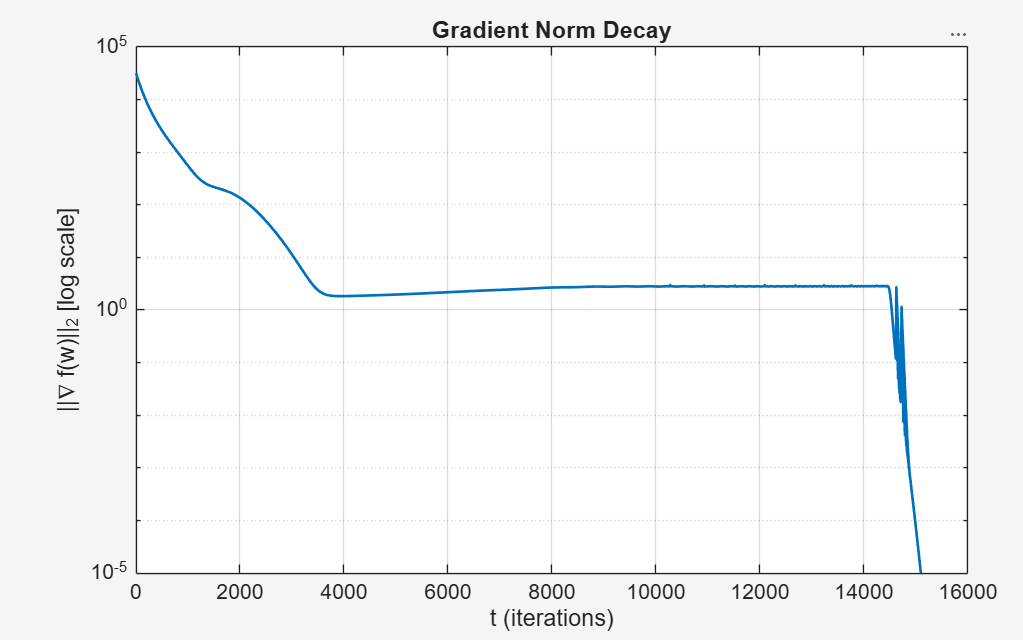 Gradient Norm Decay
...
10^5
10^0
10^-5
||∇ f(w)||_2 [log scale]
0 2000 4000 6000 8000 10000 12000 14000 16000
t (iterations)